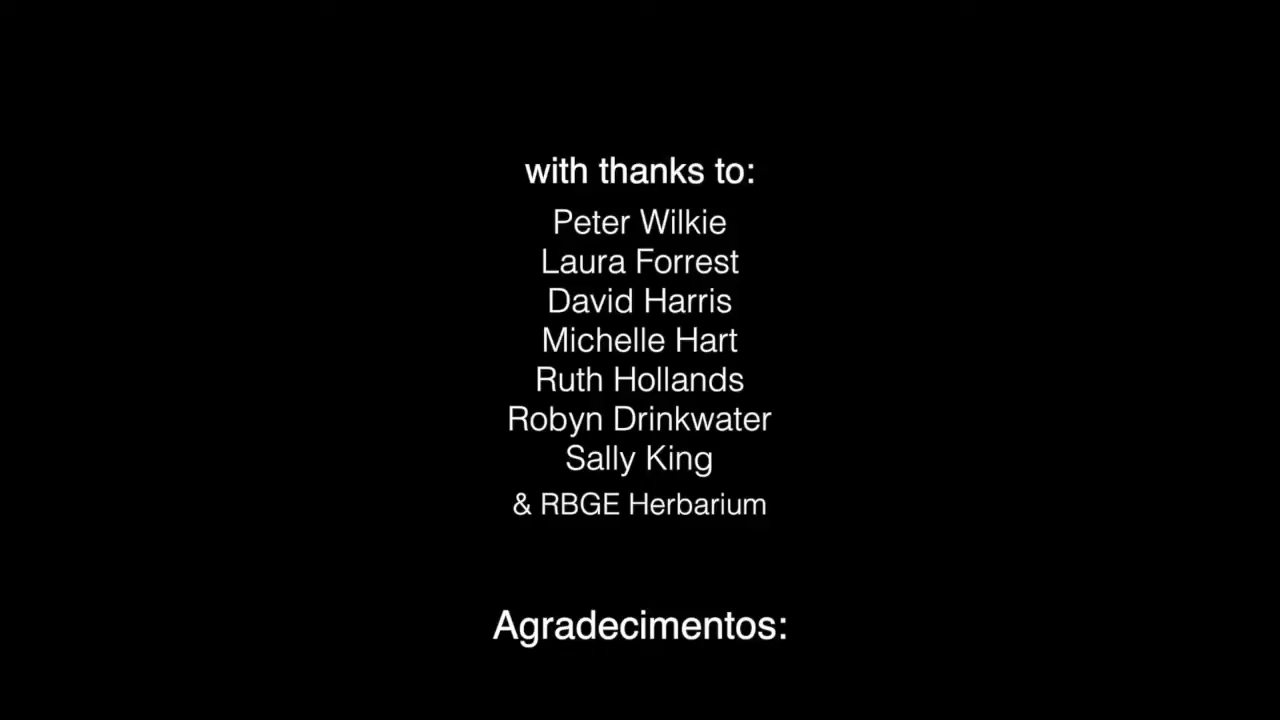 with thanks to:
Peter Wilkie
Laura Forrest
David Harris
Michelle Hart
Ruth Hollands
Robyn Drinkwater
Sally King
& RBGE Herbarium
Agradecimentos: